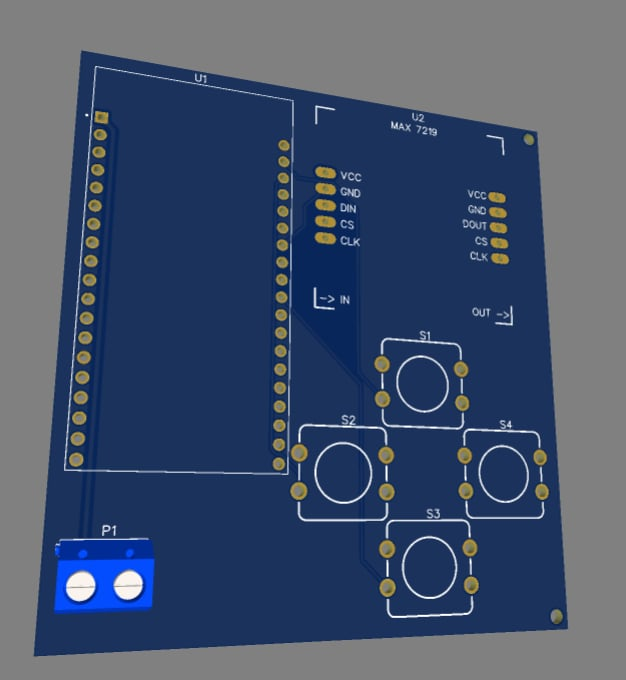 U1
U2
MAX 7219
VCC
GND
DIN
CS
CLK
VCC
GND
DOUT
CS
CLK
-> IN
OUT ->
S1
S2
S4
S3
P1